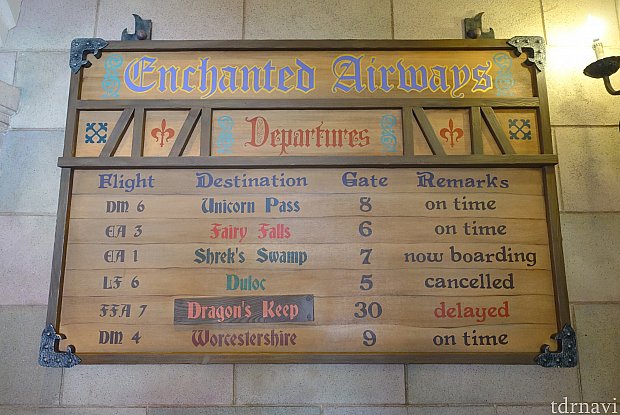 Enchanted Airways
Departures
Flight Destination Gate Remarks
DM 6 Unicorn Pass 8 on time
EA 3 Fairy Falls 6 on time
EA 1 Shrek's Swamp 7 now boarding
LF 6 Duloc 5 cancelled
FFA 7 Dragon's Keep 30 delayed
DM 4 Worcestershire 9 on time
tdrnavi